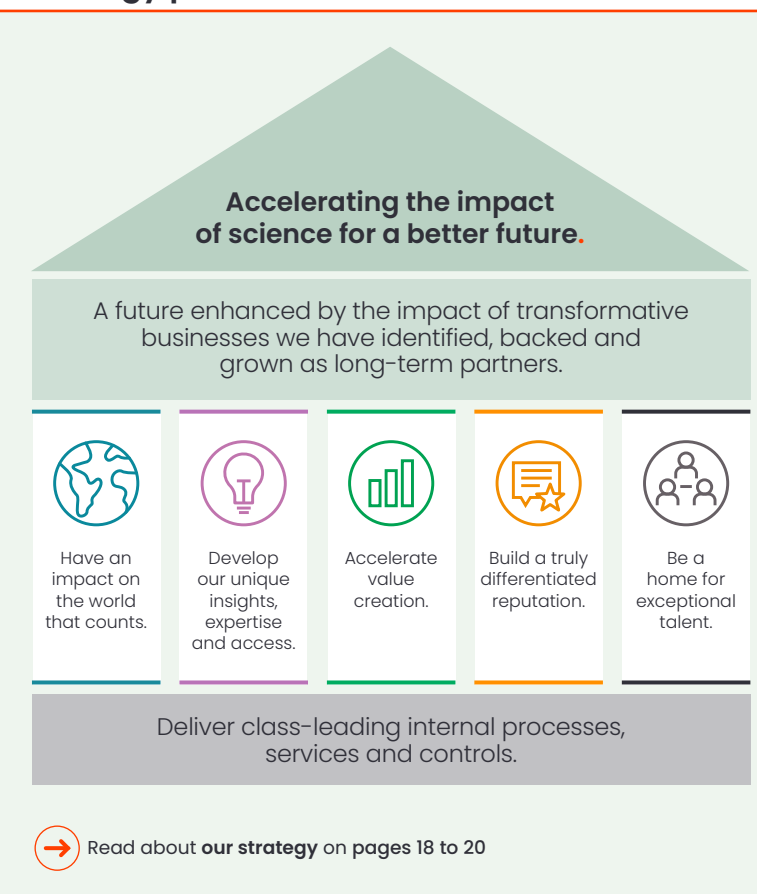 Accelerating the impact
of science for a better future.
A future enhanced by the impact of transformative
businesses we have identified, backed and
grown as long-term partners.
Have an
impact on
the world
that counts.
Develop
our unique
insights,
expertise
and access.
Accelerate
value
creation.
Build a truly
differentiated
reputation.
Be a
home for
exceptional
talent.
Deliver class-leading internal processes,
services and controls.
Read about our strategy on pages 18 to 20